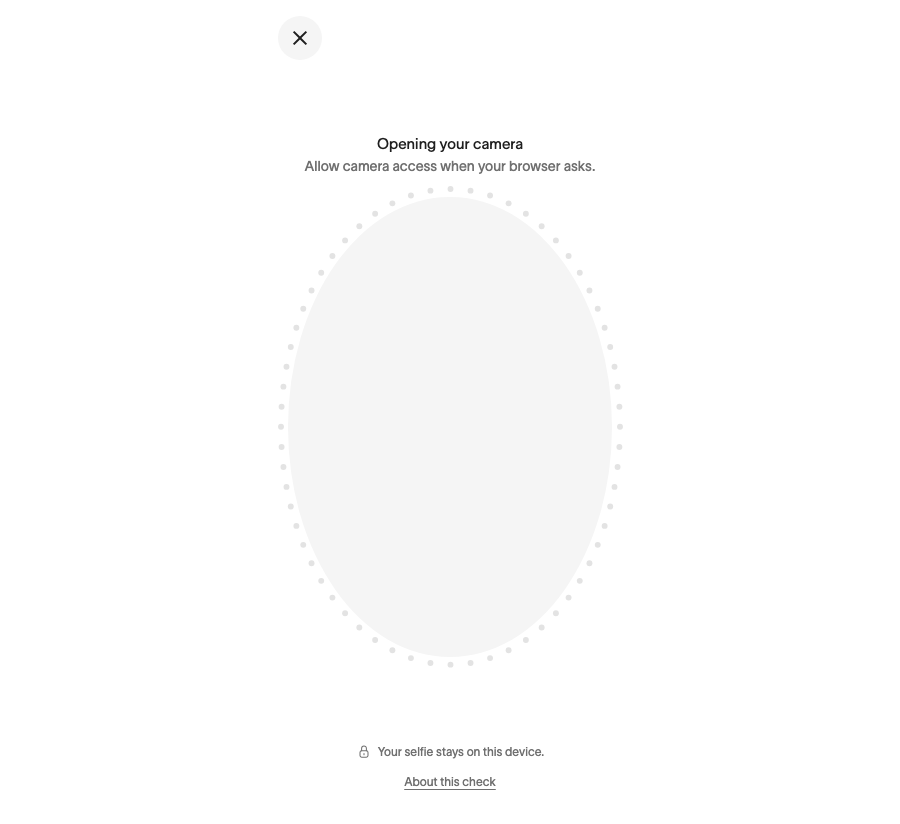 Opening your camera
Allow camera access when your browser asks.
Your selfie stays on this device.
About this check